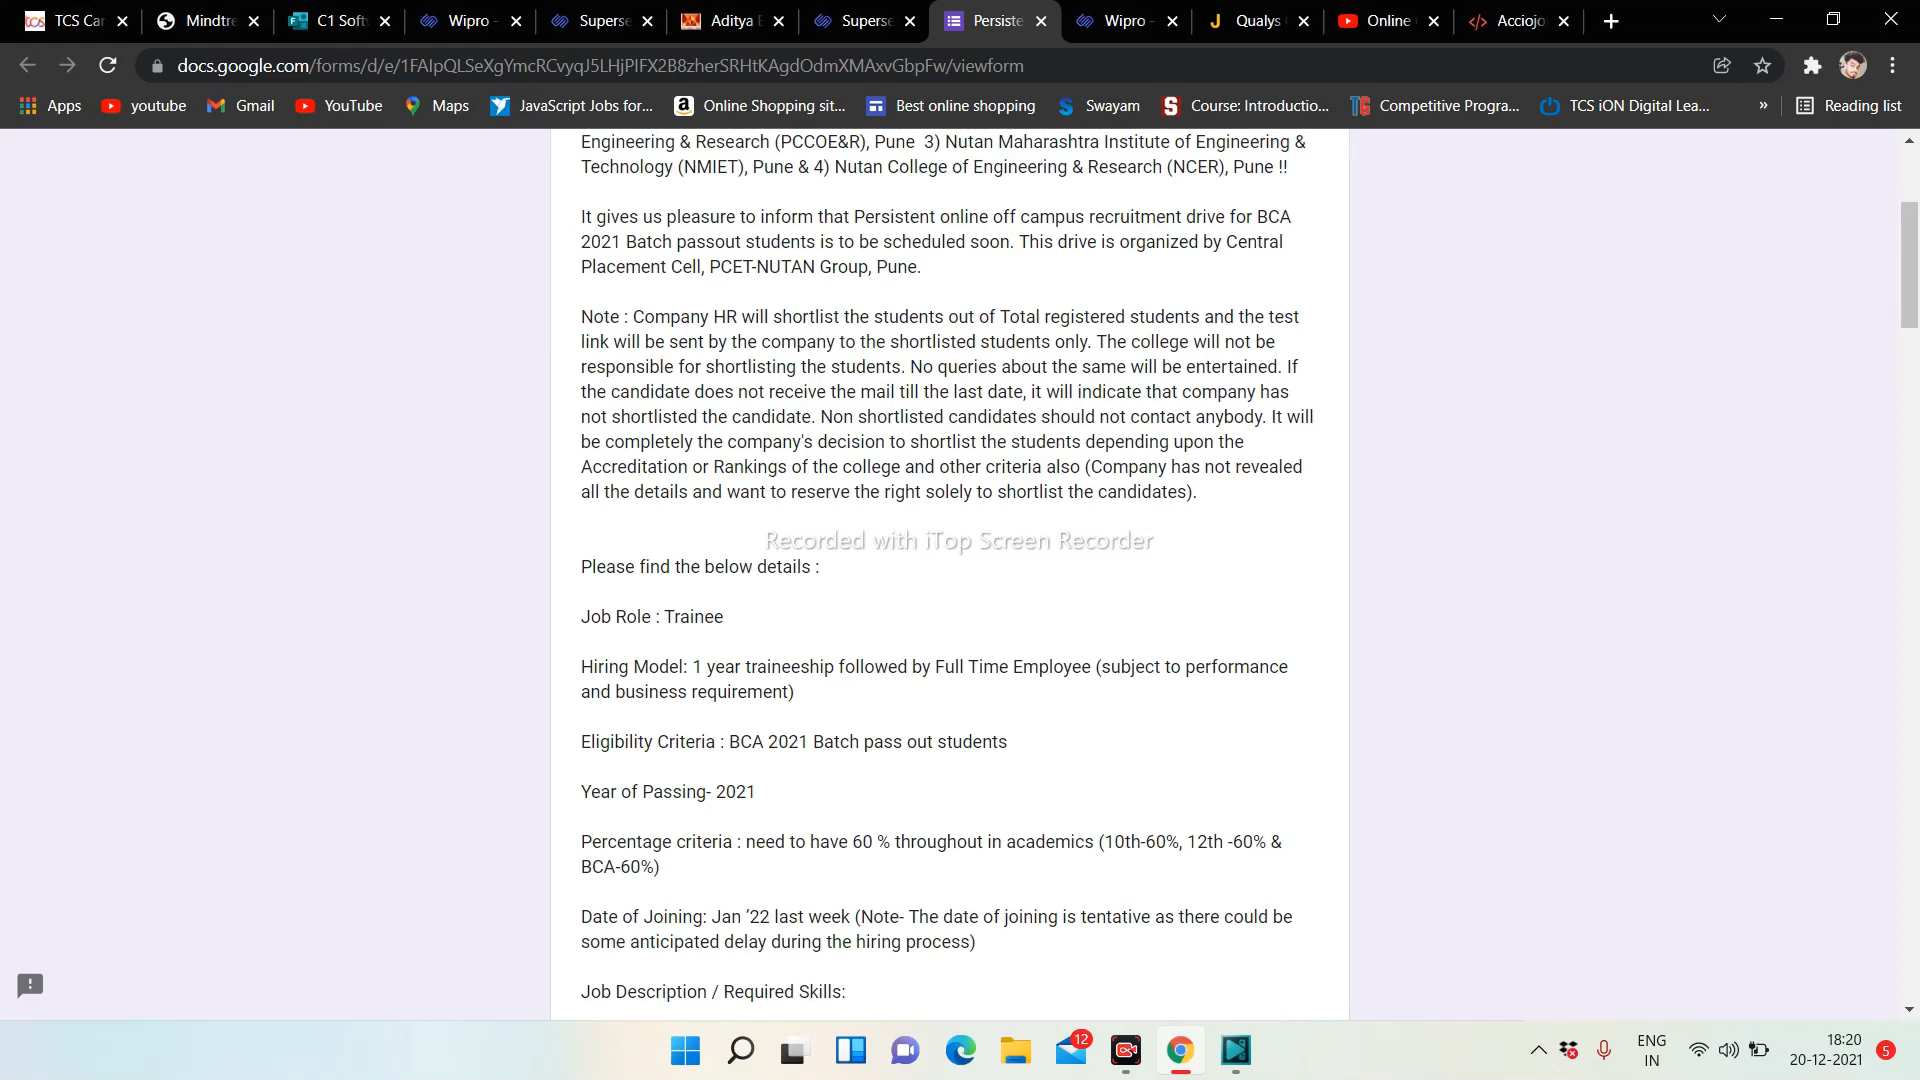 TCS Car
Mindtre
C1 Soft
Wipro -
Superse
Aditya B
Superse
Persiste
Wipro -
Qualys
Online
Acciojo
docs.google.com/forms/d/e/1FAIpQLSeXgYmcRCvyqJ5LHjPIFX2B8zherSRHtKAgdOdmXMAxvGbpFw/viewform
Apps
youtube
Gmail
YouTube
Maps
JavaScript Jobs for...
Online Shopping sit...
Best online shopping
Swayam
Course: Introductio...
Competitive Progra...
TCS iON Digital Lea...
»
Reading list
Engineering & Research (PCCOE&R), Pune 3) Nutan Maharashtra Institute of Engineering &
Technology (NMIET), Pune & 4) Nutan College of Engineering & Research (NCER), Pune !!
It gives us pleasure to inform that Persistent online off campus recruitment drive for BCA
2021 Batch passout students is to be scheduled soon. This drive is organized by Central
Placement Cell, PCET-NUTAN Group, Pune.
Note : Company HR will shortlist the students out of Total registered students and the test
link will be sent by the company to the shortlisted students only. The college will not be
responsible for shortlisting the students. No queries about the same will be entertained. If
the candidate does not receive the mail till the last date, it will indicate that company has
not shortlisted the candidate. Non shortlisted candidates should not contact anybody. It will
be completely the company's decision to shortlist the students depending upon the
Accreditation or Rankings of the college and other criteria also (Company has not revealed
all the details and want to reserve the right solely to shortlist the candidates).
Recorded with iTop Screen Recorder
Please find the below details :
Job Role : Trainee
Hiring Model: 1 year traineeship followed by Full Time Employee (subject to performance
and business requirement)
Eligibility Criteria : BCA 2021 Batch pass out students
Year of Passing- 2021
Percentage criteria : need to have 60 % throughout in academics (10th-60%, 12th -60% &
BCA-60%)
Date of Joining: Jan ’22 last week (Note- The date of joining is tentative as there could be
some anticipated delay during the hiring process)
Job Description / Required Skills:
12
ENG
IN
18:20
20-12-2021
5